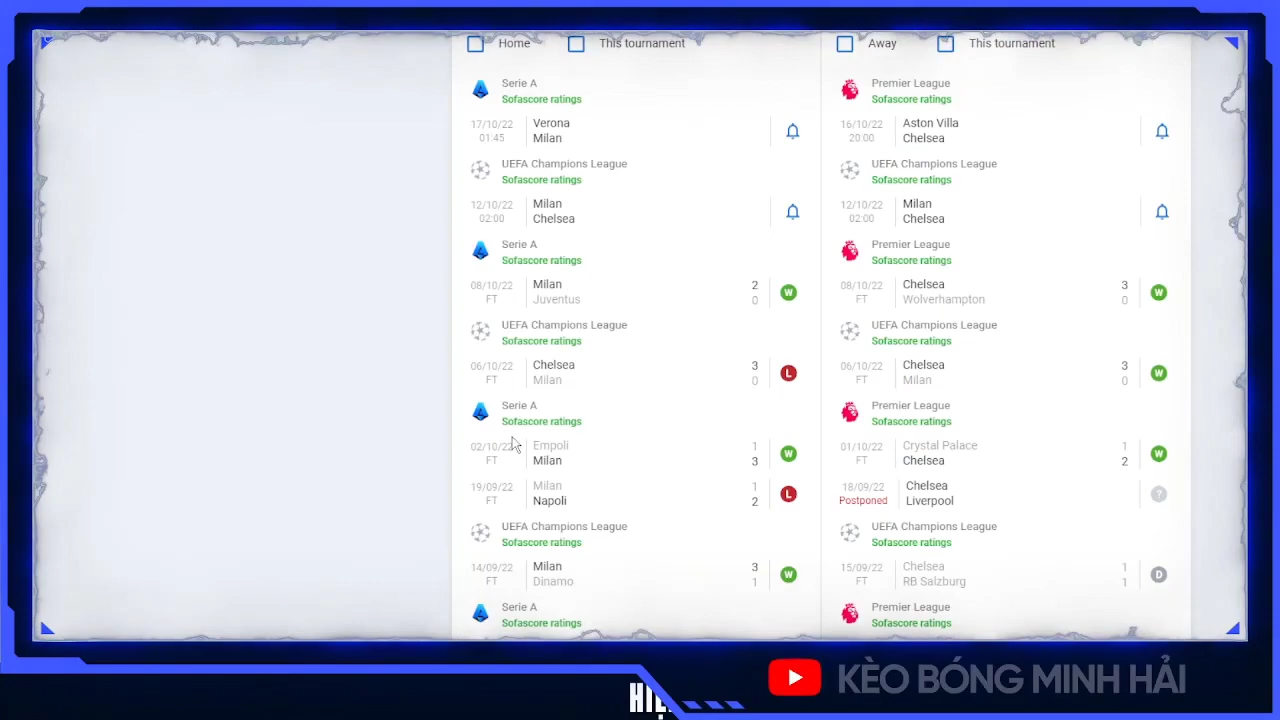 Home This tournament
Serie A
Sofascore ratings
17/10/22 Verona
01:45 Milan
UEFA Champions League
Sofascore ratings
12/10/22 Milan
02:00 Chelsea
Serie A
Sofascore ratings
08/10/22 Milan 2
FT Juventus 0
W
UEFA Champions League
Sofascore ratings
06/10/22 Chelsea 3
FT Milan 0
L
Serie A
Sofascore ratings
02/10/22 Empoli 1
FT Milan 3
W
19/09/22 Milan 1
FT Napoli 2
L
UEFA Champions League
Sofascore ratings
14/09/22 Milan 3
FT Dinamo 1
W
Serie A
Sofascore ratings
Away This tournament
Premier League
Sofascore ratings
16/10/22 Aston Villa
20:00 Chelsea
UEFA Champions League
Sofascore ratings
12/10/22 Milan
02:00 Chelsea
Premier League
Sofascore ratings
08/10/22 Chelsea 3
FT Wolverhampton 0
W
UEFA Champions League
Sofascore ratings
06/10/22 Chelsea 3
FT Milan 0
W
Premier League
Sofascore ratings
01/10/22 Crystal Palace 1
FT Chelsea 2
W
18/09/22 Chelsea
Postponed Liverpool
?
UEFA Champions League
Sofascore ratings
15/09/22 Chelsea 1
FT RB Salzburg 1
D
Premier League
Sofascore ratings
KÈO BÓNG MINH HẢI